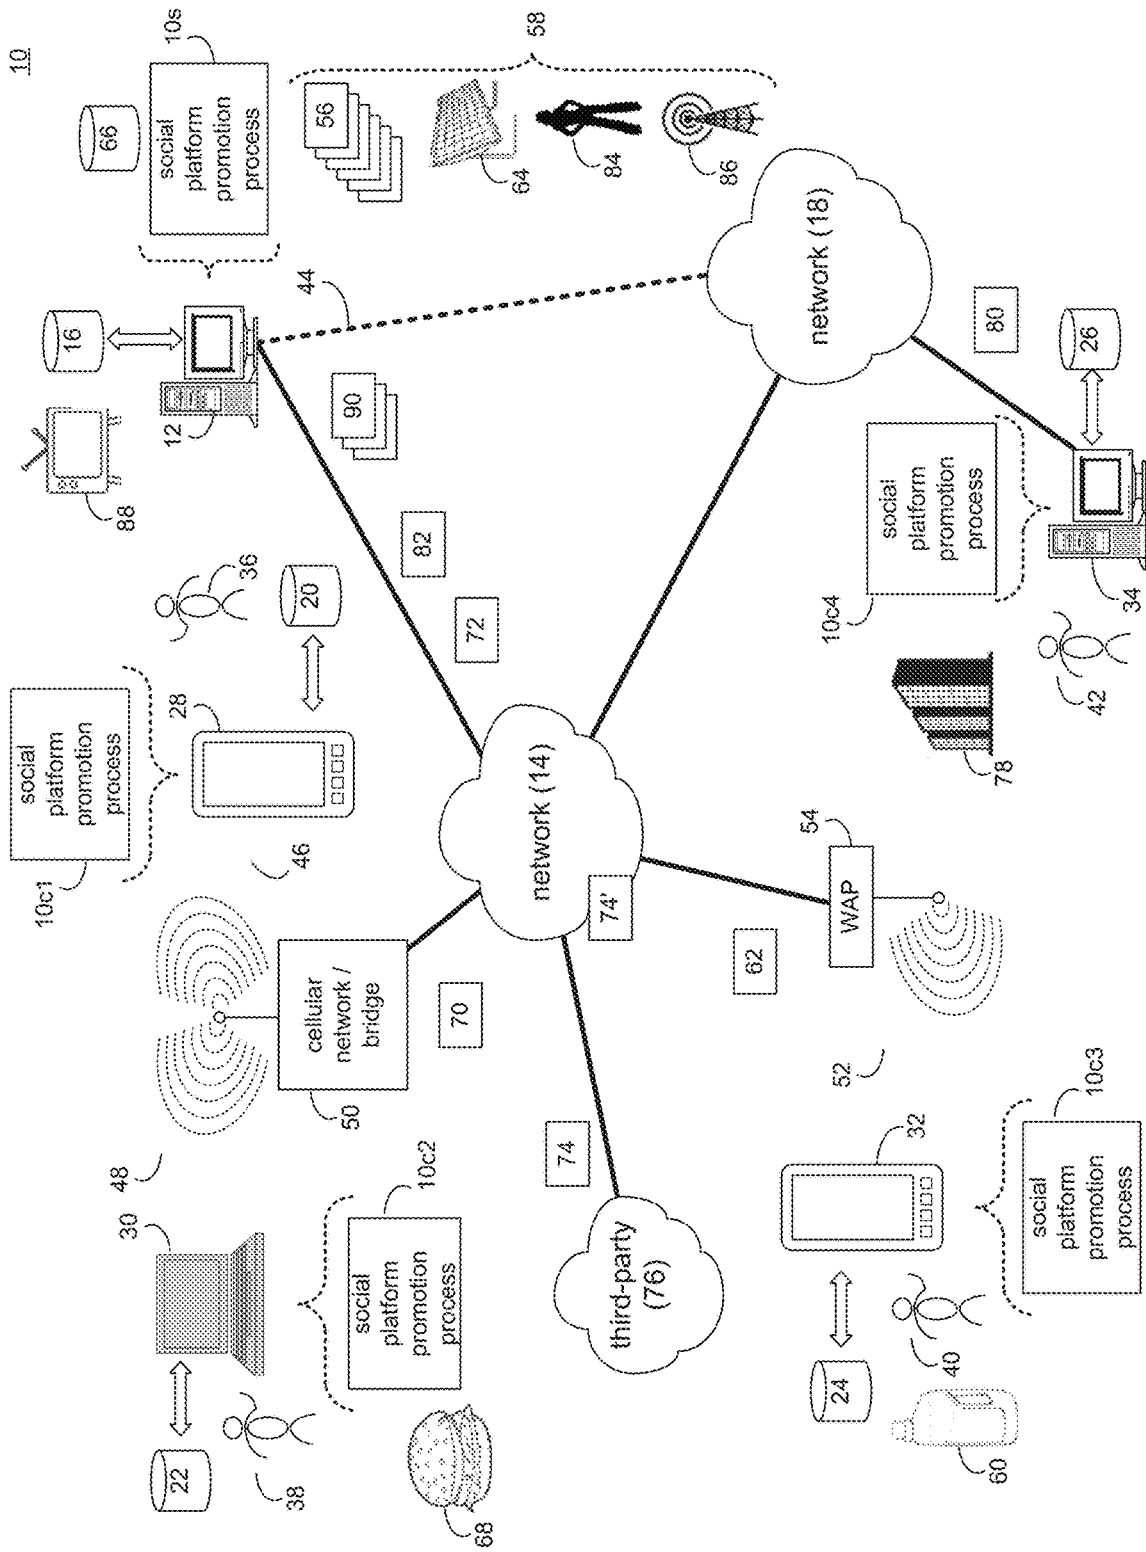 10
22
30
48
38
68
social
platform
promotion
process
10c2
cellular
network /
bridge
50
70
46
social
platform
promotion
process
10c1
28
20
36
88
16
12
66
social
platform
promotion
process
10s
56
64
84
86
58
90
44
82
72
network (14)
74'
74
third-party
(76)
62
WAP
54
52
32
24
40
60
social
platform
promotion
process
10c3
network (18)
80
26
34
42
78
social
platform
promotion
process
10c4